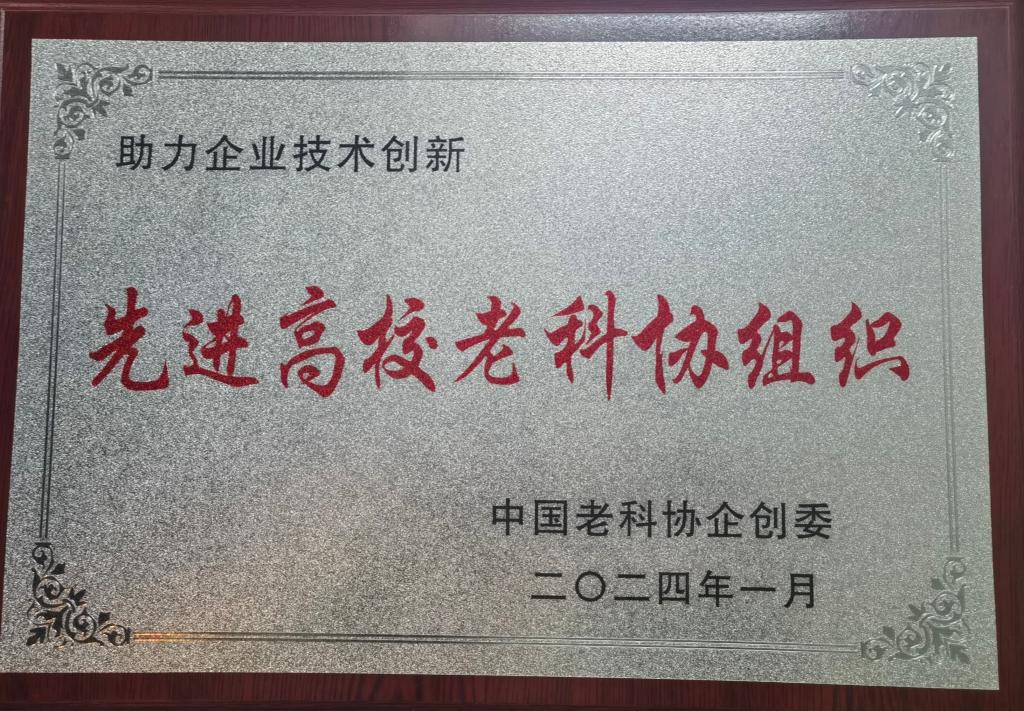 助力企业技术创新
先进高校老科协组织
中国老科协企创委
二〇二四年一月